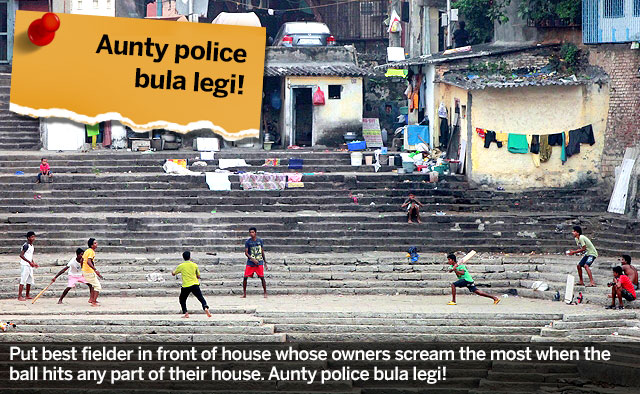 Aunty police
bula legi!
Put best fielder in front of house whose owners scream the most when the
ball hits any part of their house. Aunty police bula legi!